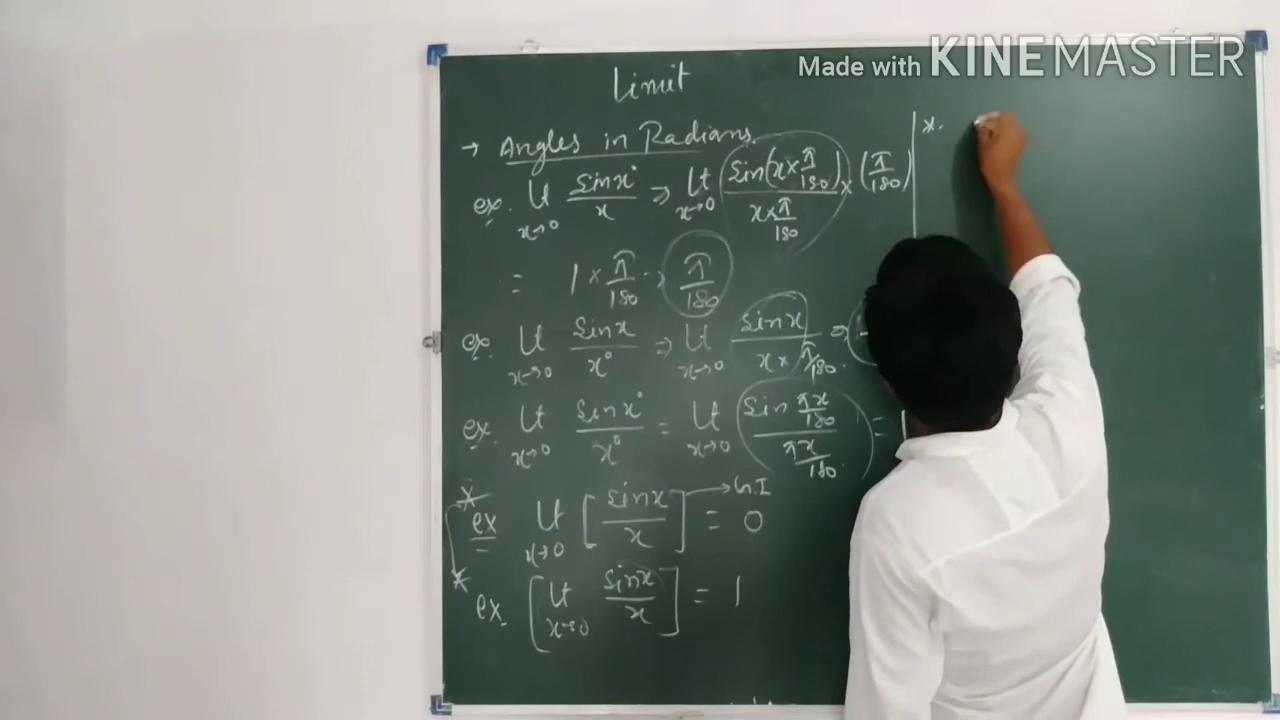 Made with KINEMASTER
Limit
→ Angles in Radians.
ex. Lt x→0 sinx°/x ⇒ Lt x→0 sin(x×π/180)/(x×π/180) × (π/180)
= 1 × π/180 → π/180
ex. Lt x→0 sinx/x° ⇒ Lt x→0 sinx/(x×π/180) ⇒
ex. Lt x→0 sinx°/x° = Lt x→0 sin(πx/180)/(πx/180) = 1
* ex Lt x→0 [sinx/x] → G.I = 0
* ex. [Lt x→0 sinx/x] = 1
*.